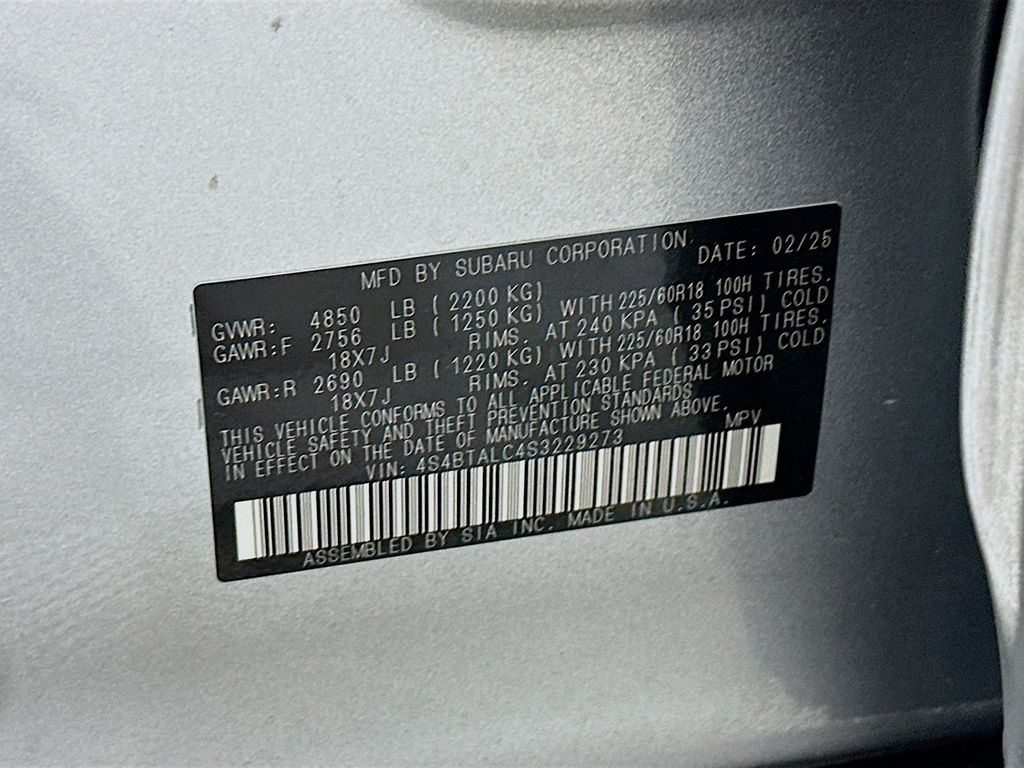 MFD BY SUBARU CORPORATION DATE: 02/25
GVWR: 4850 LB ( 2200 KG)
GAWR:F 2756 LB ( 1250 KG) WITH 225/60R18 100H TIRES.
18X7J RIMS. AT 240 KPA ( 35 PSI) COLD
GAWR:R 2690 LB ( 1220 KG) WITH 225/60R18 100H TIRES.
18X7J RIMS. AT 230 KPA ( 33 PSI) COLD
THIS VEHICLE CONFORMS TO ALL APPLICABLE FEDERAL MOTOR
VEHICLE SAFETY AND THEFT PREVENTION STANDARDS
IN EFFECT ON THE DATE OF MANUFACTURE SHOWN ABOVE.
VIN: 4S4BTALC4S3229273 MPV
ASSEMBLED BY SIA INC. MADE IN U.S.A.